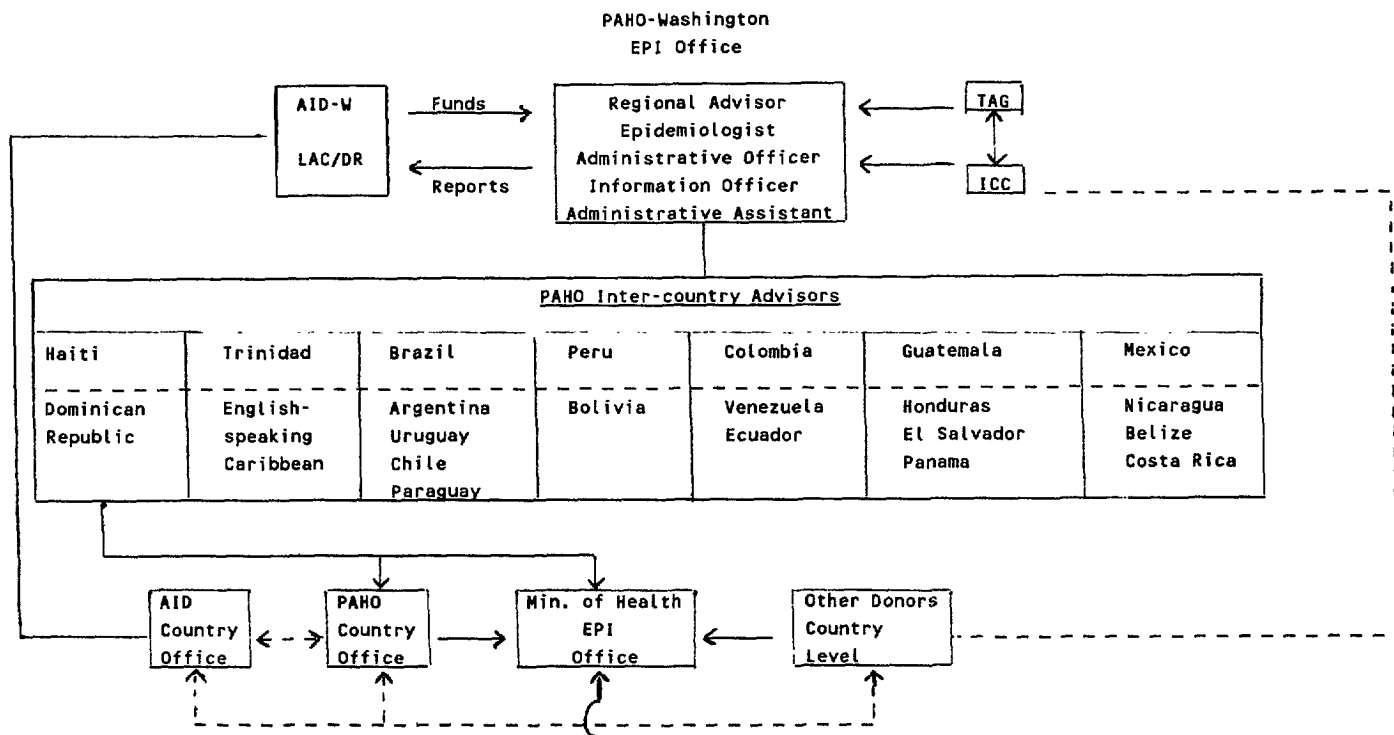 PAHO-Washington
EPI Office
AID-W
LAC/DR
Funds
Reports
Regional Advisor
Epidemiologist
Administrative Officer
Information Officer
Administrative Assistant
TAG
ICC
PAHO Inter-country Advisors
Haiti
Dominican
Republic
Trinidad
English-
speaking
Caribbean
Brazil
Argentina
Uruguay
Chile
Paraguay
Peru
Bolivia
Colombia
Venezuela
Ecuador
Guatemala
Honduras
El Salvador
Panama
Mexico
Nicaragua
Belize
Costa Rica
AID
Country
Office
PAHO
Country
Office
Min. of Health
EPI
Office
Other Donors
Country
Level